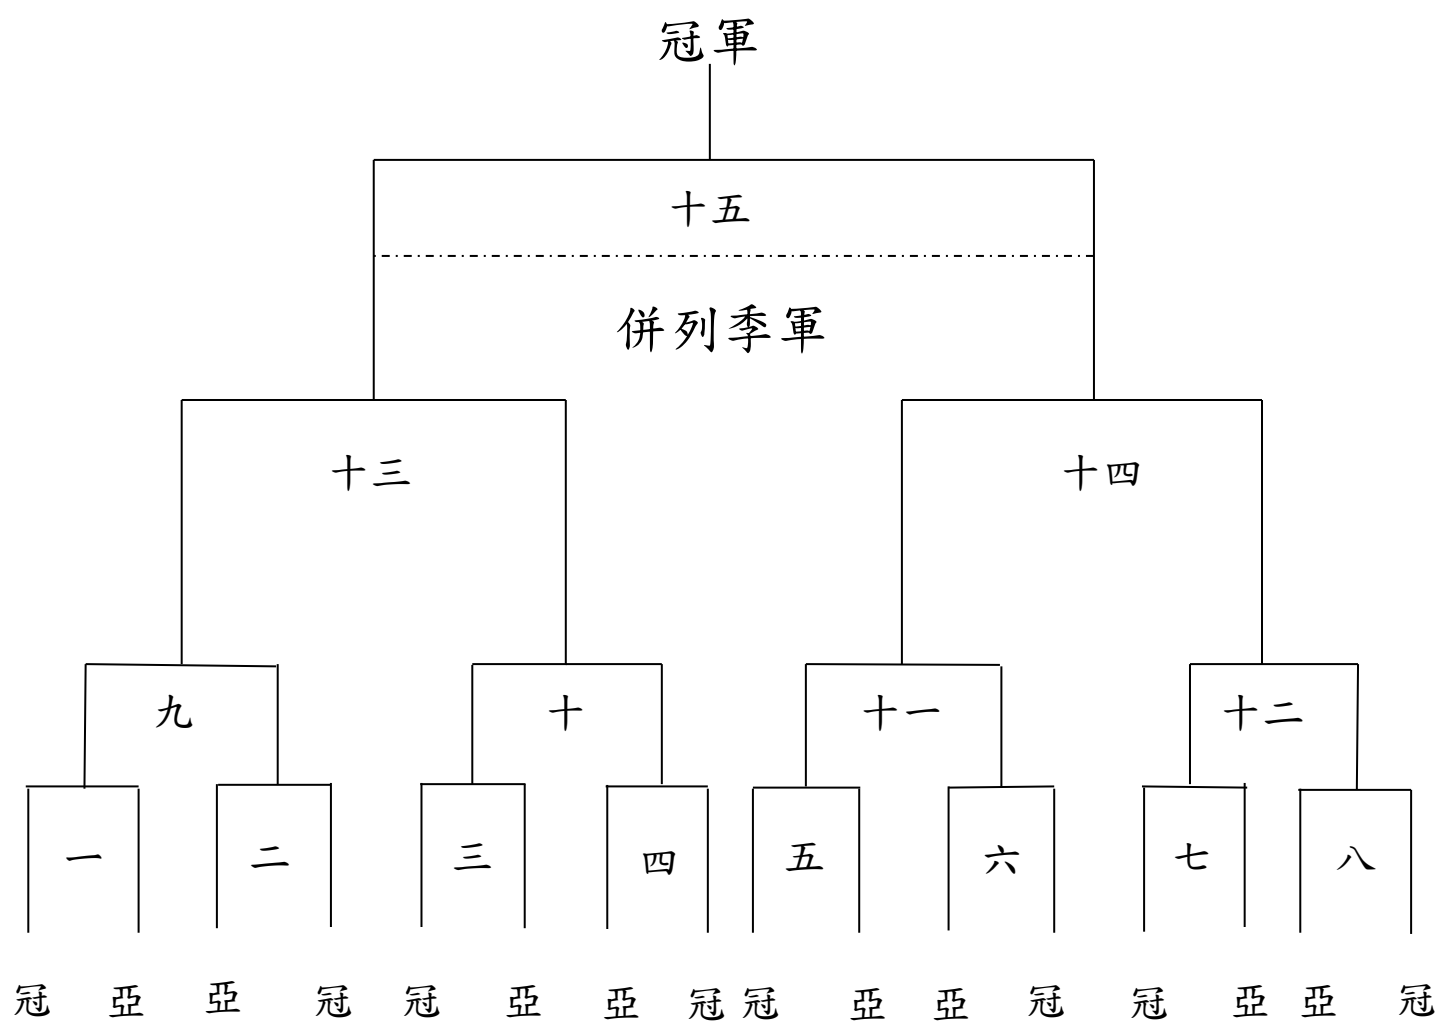 冠軍
十五
併列季軍
十三 十四
九 十 十一 十二
一 二 三 四 五 六 七 八
冠 亞 亞 冠 冠 亞 亞 冠 冠 亞 亞 冠 冠 亞 亞 冠